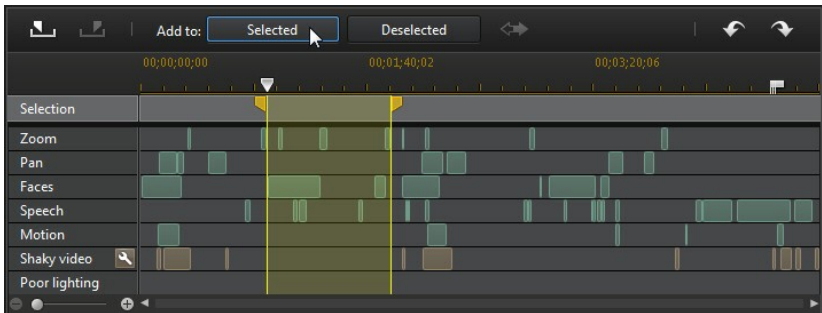 Add to: Selected Deselected
00;00;00;00 00;01;40;02 00;03;20;06
Selection
Zoom
Pan
Faces
Speech
Motion
Shaky video
Poor lighting